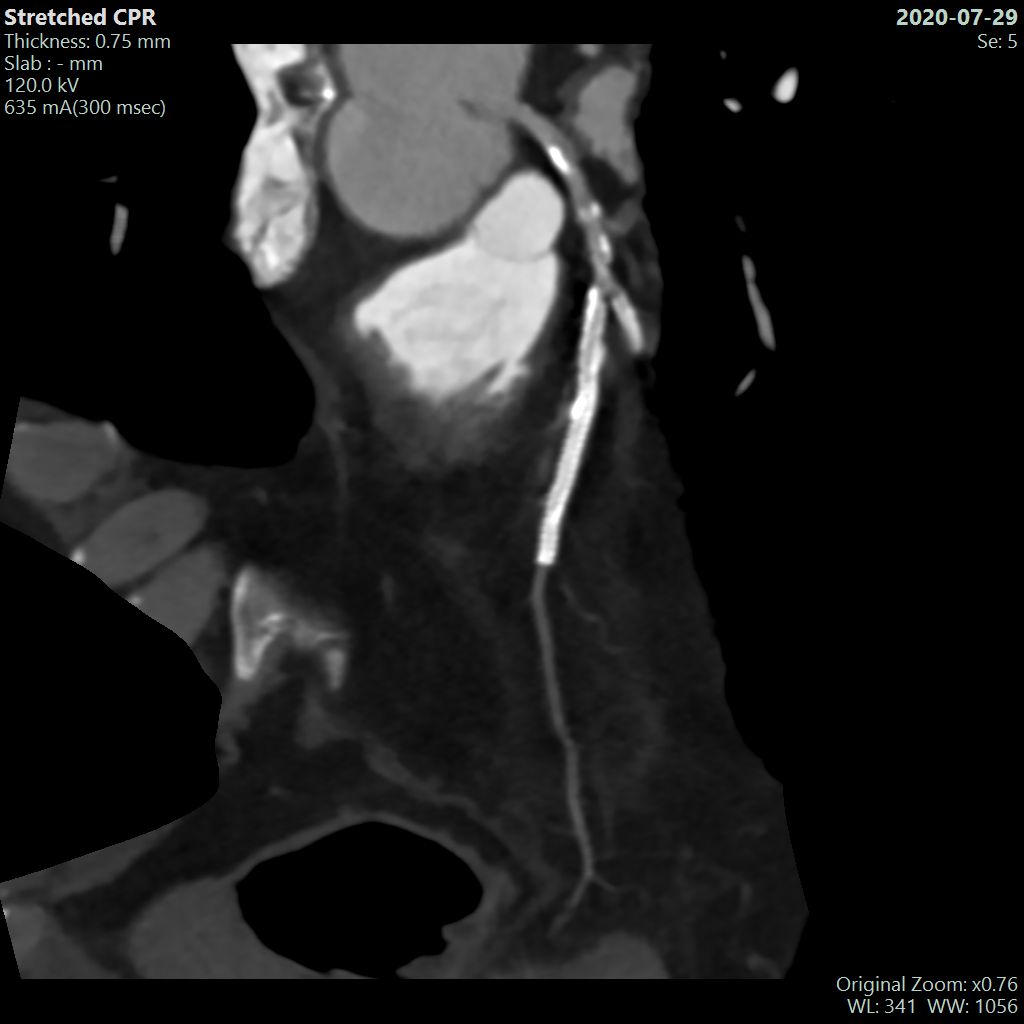 Stretched CPR
Thickness: 0.75 mm
Slab : - mm
120.0 kV
635 mA(300 msec)
2020-07-29
Se: 5
Original Zoom: x0.76
WL: 341 WW: 1056